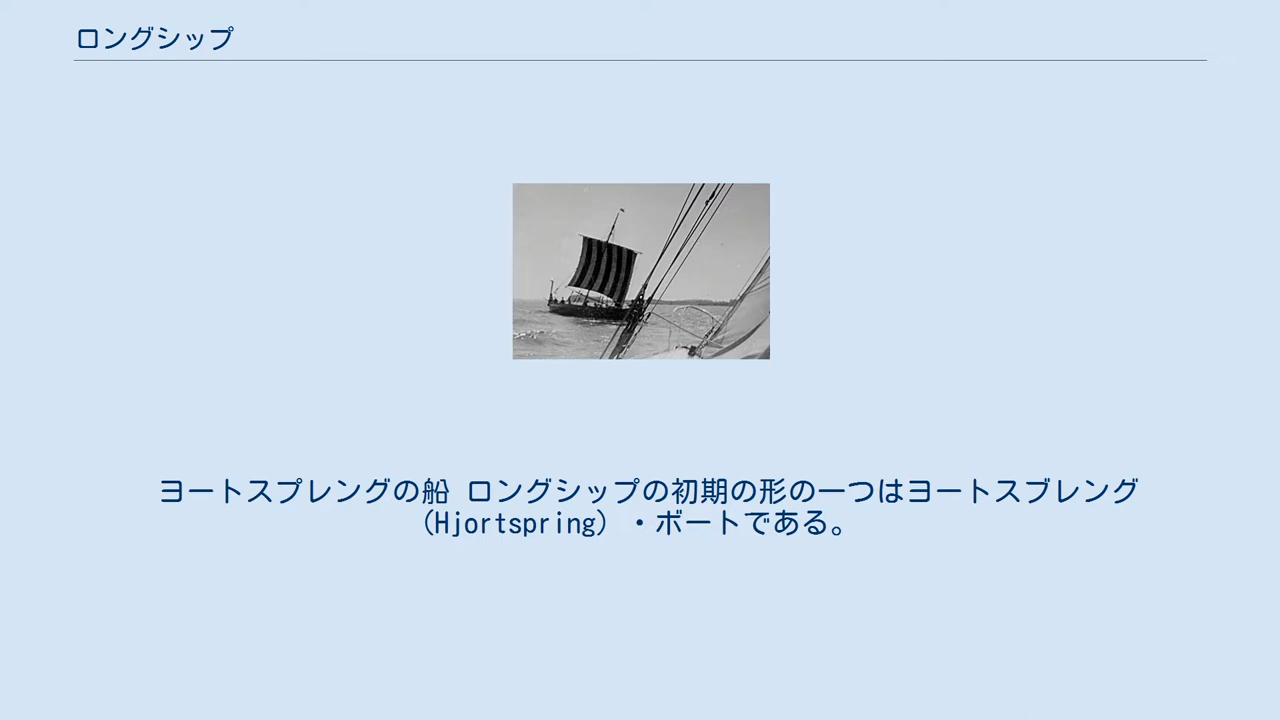 ロングシップ
ヨートスプレングの船 ロングシップの初期の形の一つはヨートスブレング
(Hjortspring) ・ボートである。